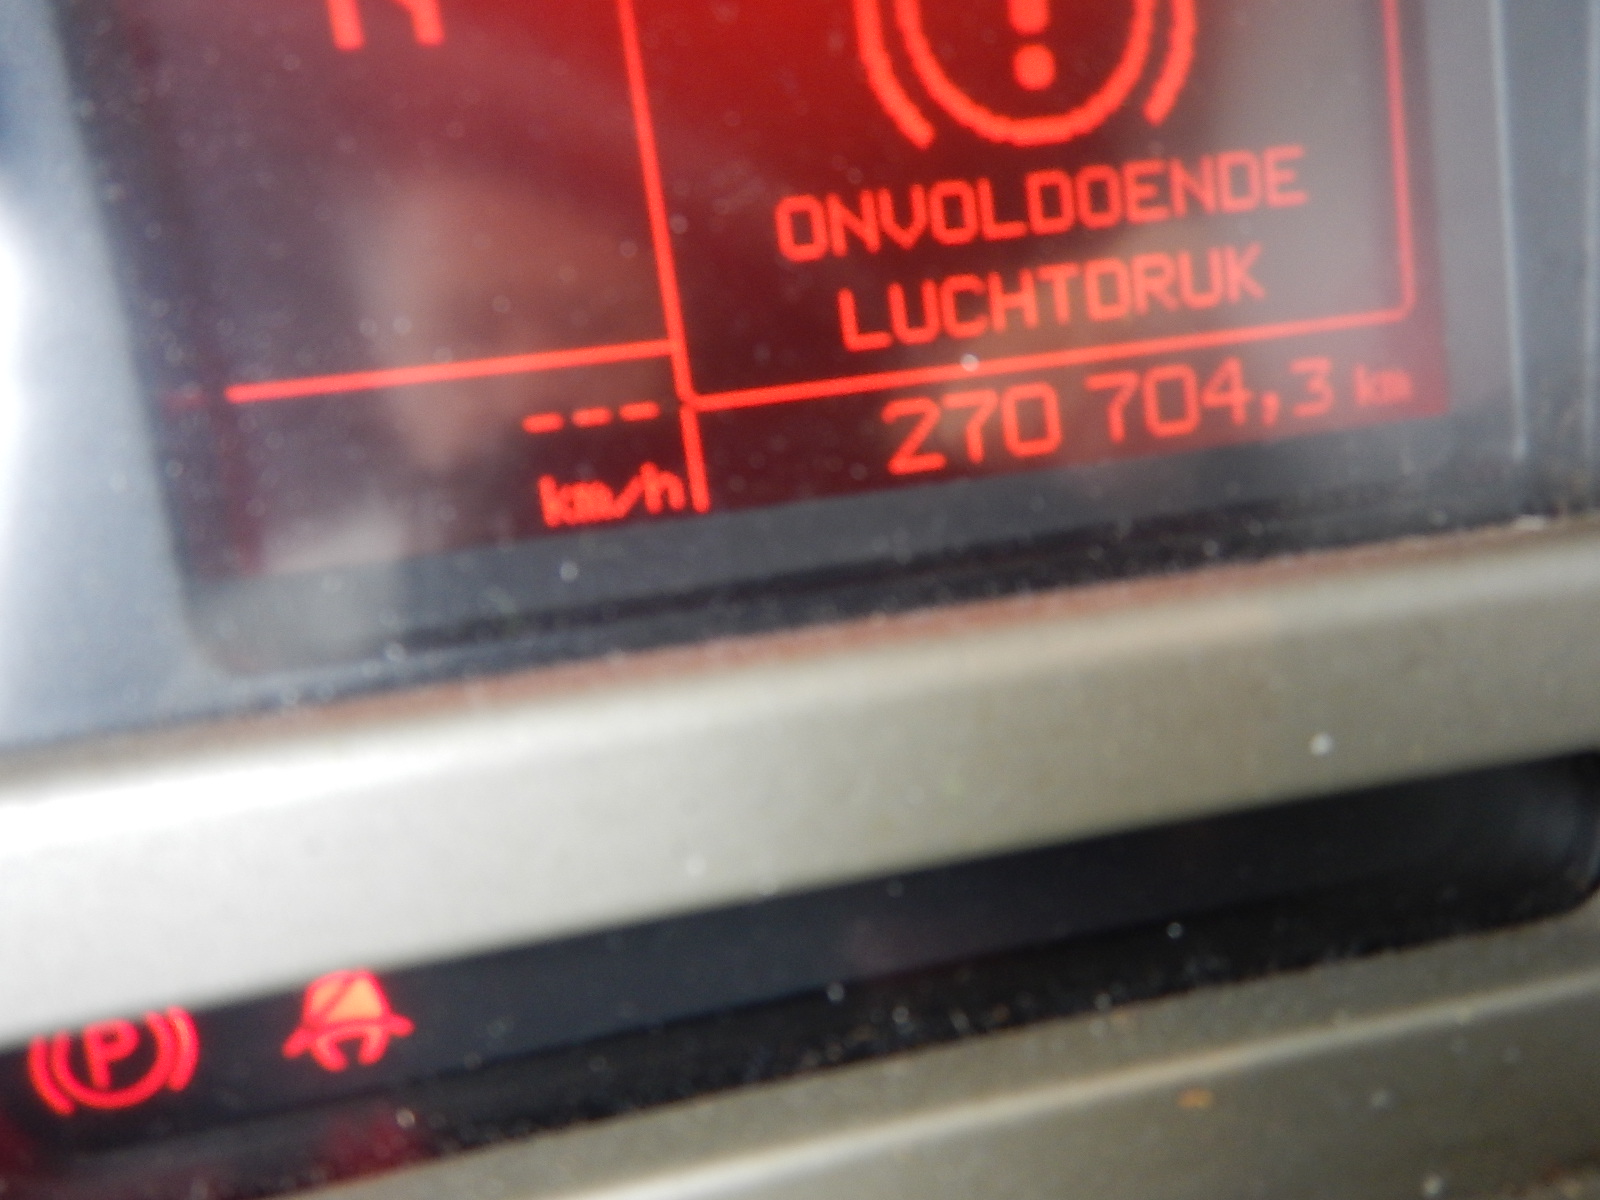 ONVOLDOENDE
LUCHTDRUK
270 704,3 km
---
km/h
P